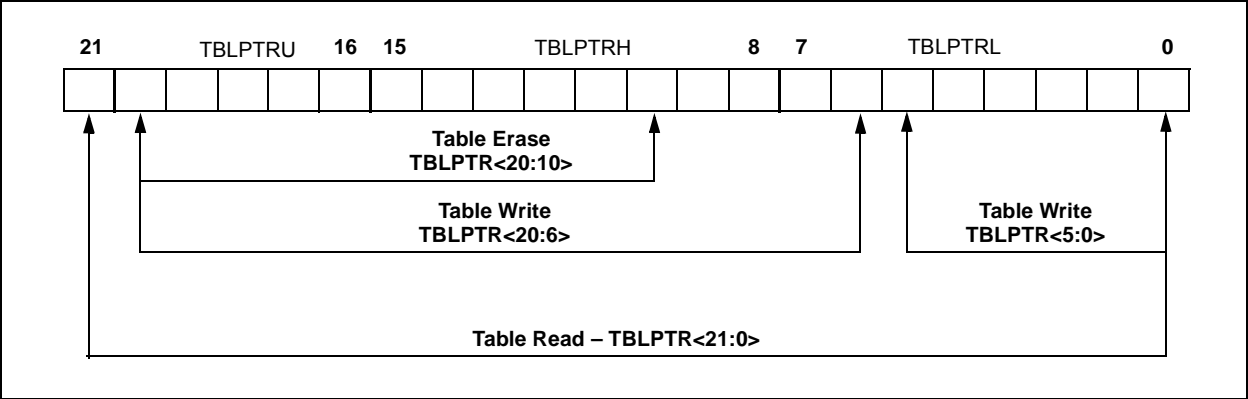 21 TBLPTRU 16 15 TBLPTRH 8 7 TBLPTRL 0
Table Erase
TBLPTR<20:10>
Table Write
TBLPTR<20:6>
Table Write
TBLPTR<5:0>
Table Read – TBLPTR<21:0>